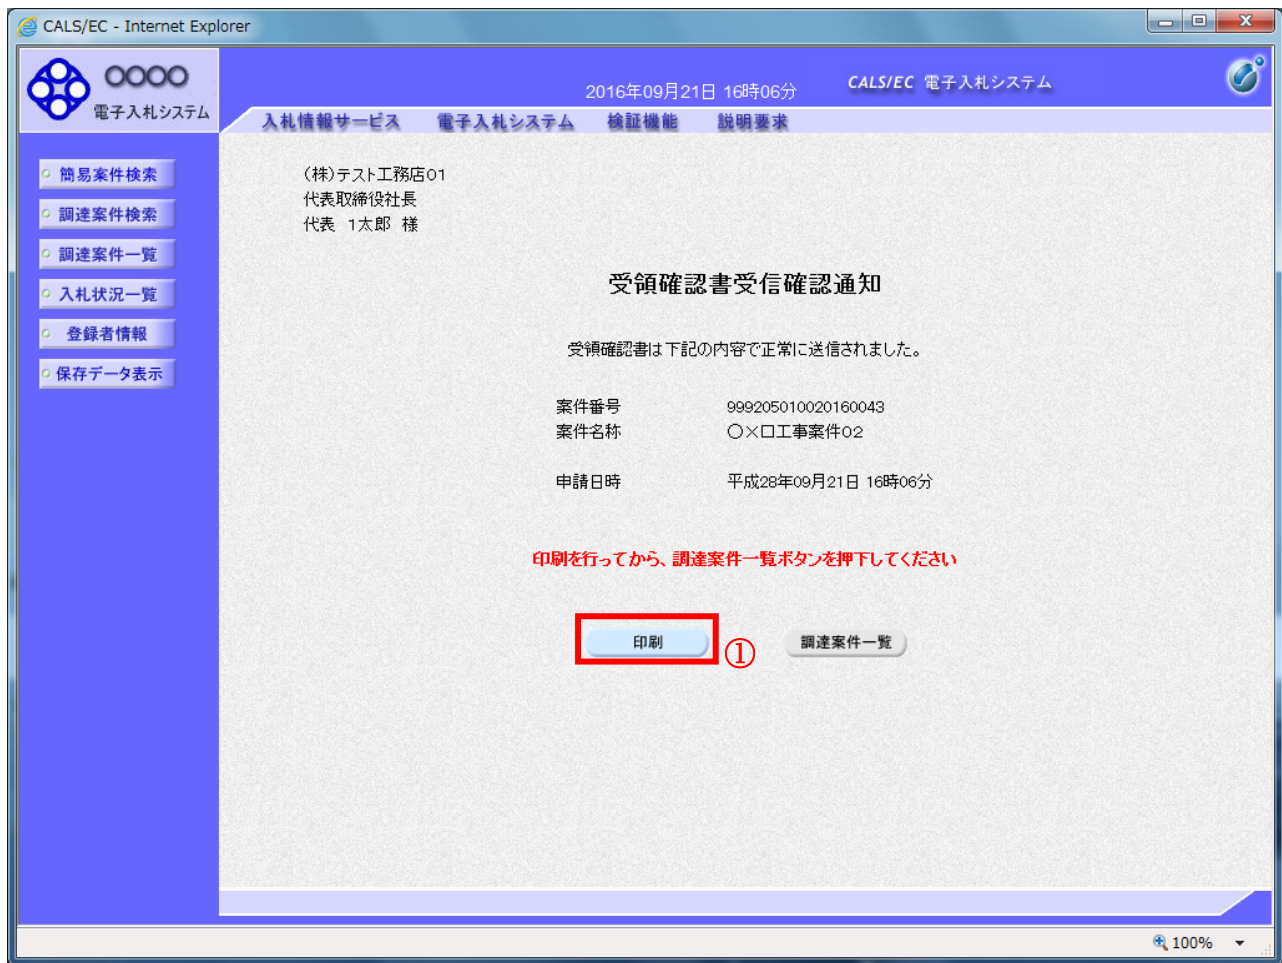 CALS/EC - Internet Explorer
○○○○
電子入札システム
2016年09月21日 16時06分
CALS/EC 電子入札システム
入札情報サービス 電子入札システム 検証機能 説明要求
簡易案件検索
調達案件検索
調達案件一覧
入札状況一覧
登録者情報
保存データ表示
(株)テスト工務店01
代表取締役社長
代表 1太郎 様
受領確認書受信確認通知
受領確認書は下記の内容で正常に送信されました。
案件番号 999205010020160043
案件名称 ○×口工事案件02
申請日時 平成28年09月21日 16時06分
印刷を行ってから、調達案件一覧ボタンを押下してください
印刷 ① 調達案件一覧
100%